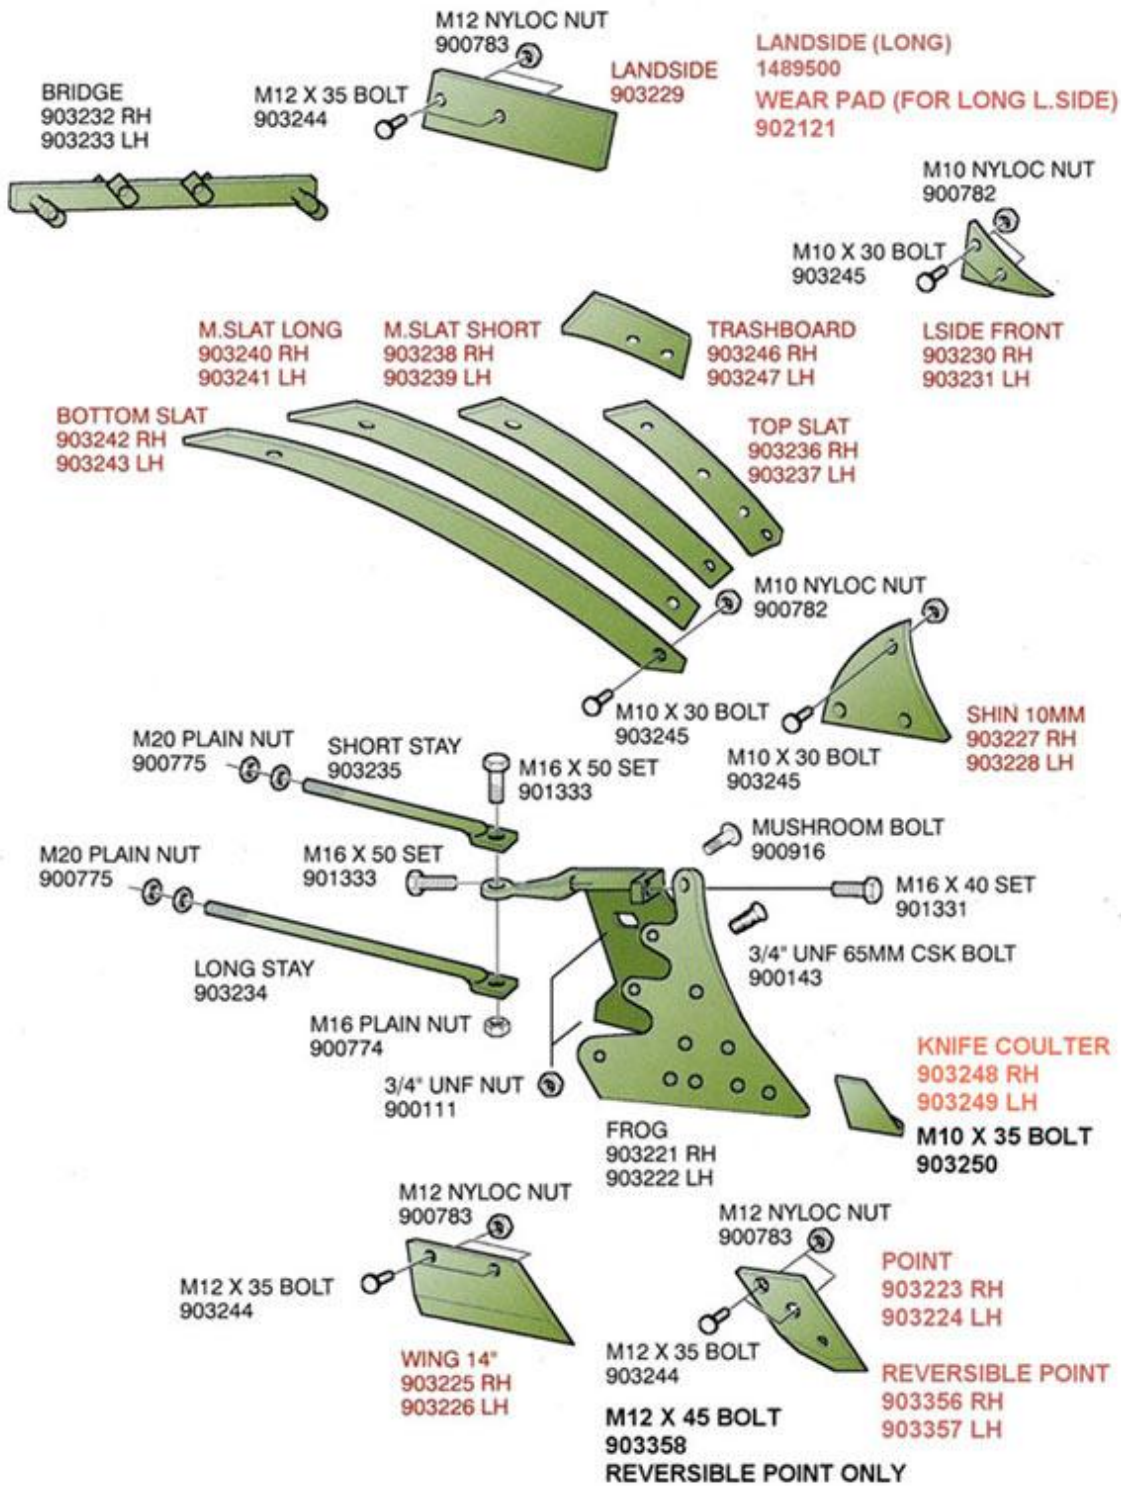 M12 NYLOC NUT
900783
LANDSIDE (LONG)
1489500
WEAR PAD (FOR LONG L.SIDE)
902121
LANDSIDE
903229
BRIDGE
903232 RH
903233 LH
M12 X 35 BOLT
903244
M10 NYLOC NUT
900782
M10 X 30 BOLT
903245
LSIDE FRONT
903230 RH
903231 LH
M.SLAT LONG
903240 RH
903241 LH
M.SLAT SHORT
903238 RH
903239 LH
TRASHBOARD
903246 RH
903247 LH
BOTTOM SLAT
903242 RH
903243 LH
TOP SLAT
903236 RH
903237 LH
M10 NYLOC NUT
900782
M10 X 30 BOLT
903245
M10 X 30 BOLT
903245
SHIN 10MM
903227 RH
903228 LH
M20 PLAIN NUT
900775
SHORT STAY
903235
M16 X 50 SET
901333
MUSHROOM BOLT
900916
M20 PLAIN NUT
900775
M16 X 50 SET
901333
M16 X 40 SET
901331
3/4" UNF 65MM CSK BOLT
900143
LONG STAY
903234
M16 PLAIN NUT
900774
3/4" UNF NUT
900111
KNIFE COULTER
903248 RH
903249 LH
M10 X 35 BOLT
903250
FROG
903221 RH
903222 LH
M12 NYLOC NUT
900783
M12 X 35 BOLT
903244
WING 14"
903225 RH
903226 LH
M12 NYLOC NUT
900783
POINT
903223 RH
903224 LH
M12 X 35 BOLT
903244
REVERSIBLE POINT
903356 RH
903357 LH
M12 X 45 BOLT
903358
REVERSIBLE POINT ONLY